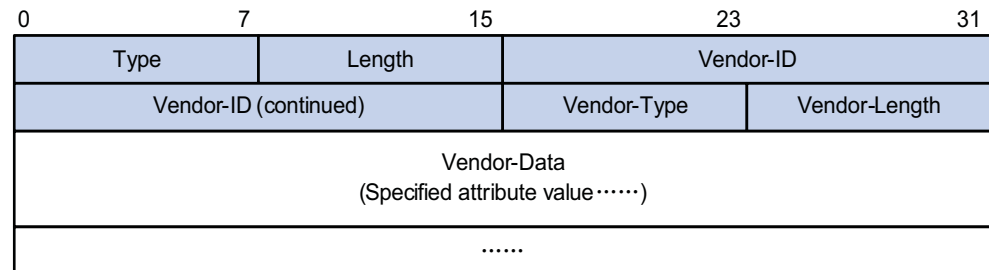 0 7 15 23 31
Type Length Vendor-ID
Vendor-ID (continued) Vendor-Type Vendor-Length
Vendor-Data
(Specified attribute value……)
……